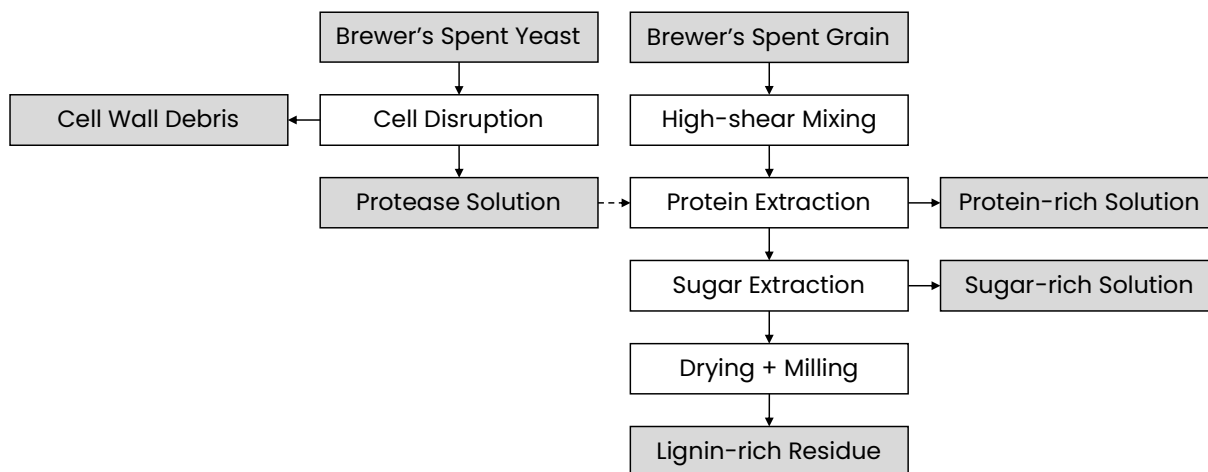 Brewer’s Spent Yeast
Brewer’s Spent Grain
Cell Wall Debris
Cell Disruption
High-shear Mixing
Protease Solution
Protein Extraction
Protein-rich Solution
Sugar Extraction
Sugar-rich Solution
Drying + Milling
Lignin-rich Residue